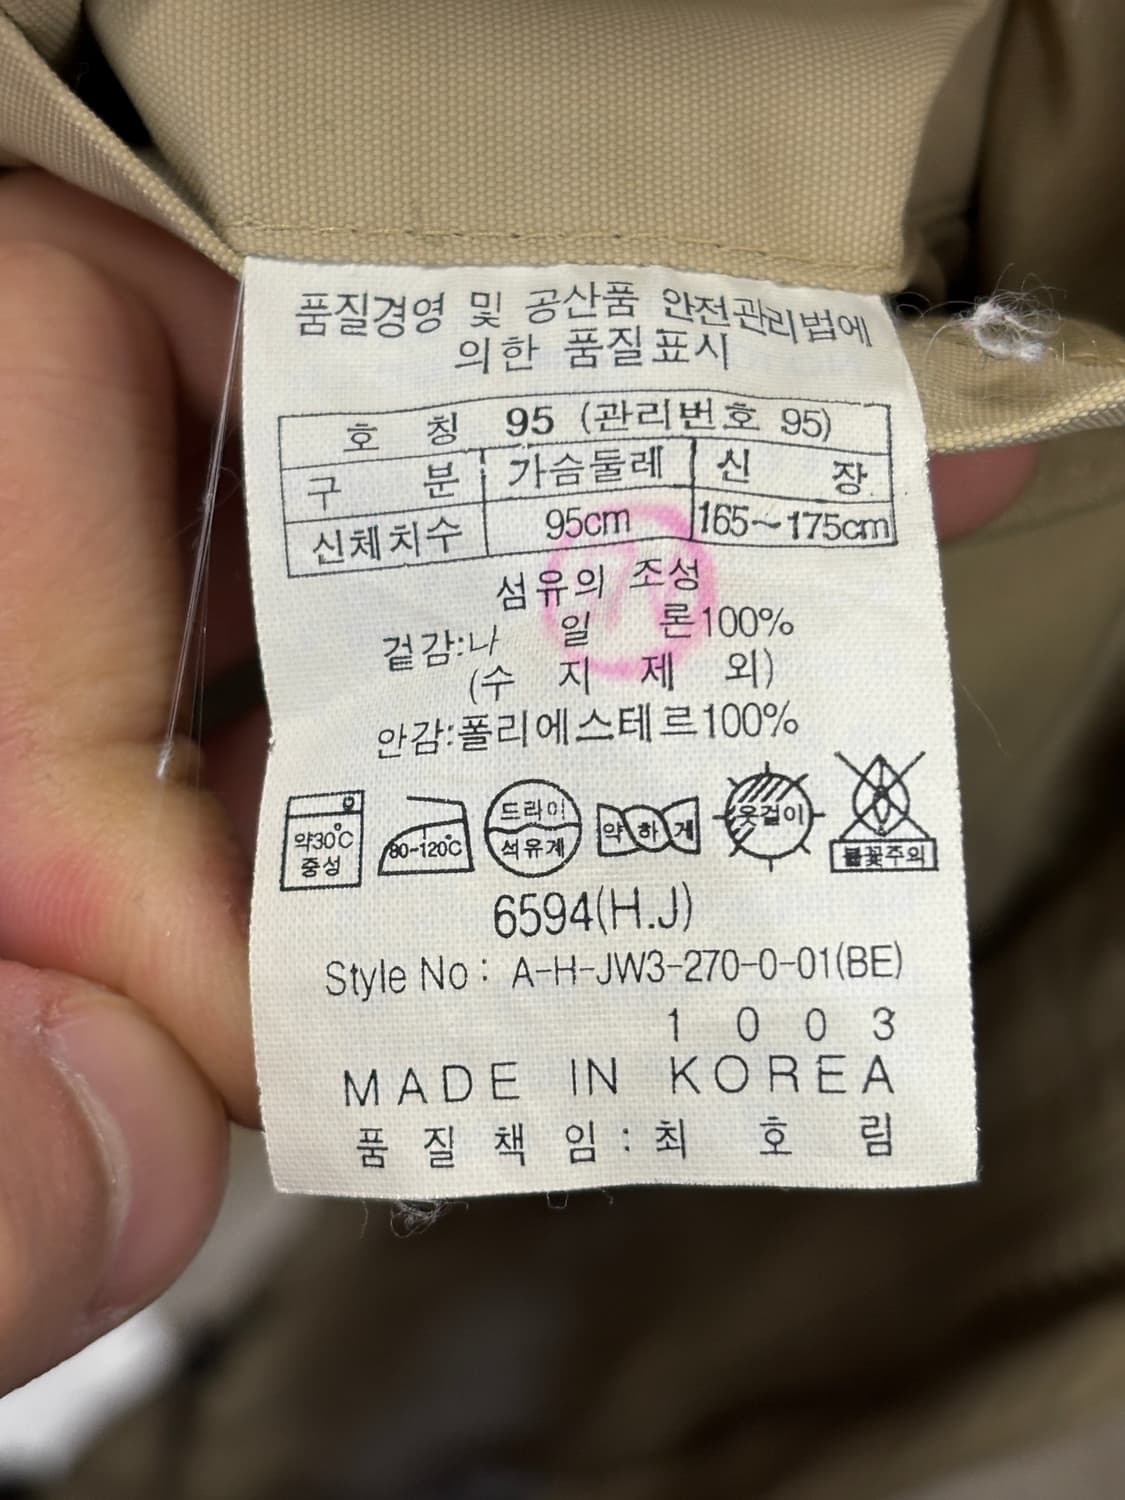 품질경영 및 공산품 안전관리법에
의한 품질표시
호 칭 95 (관리번호 95)
구 분 가슴둘레 신 장
신체치수 95cm 165~175cm
섬유의 조성
겉감:나 일 론100%
(수 지 제 외)
안감:폴리에스테르100%
약30℃
중성
80-120℃
드라이
석유계
약하게
옷걸이
불꽃주의
6594(H.J)
Style No : A-H-JW3-270-0-01(BE)
1 0 0 3
MADE IN KOREA
품 질 책 임 : 최 호 림